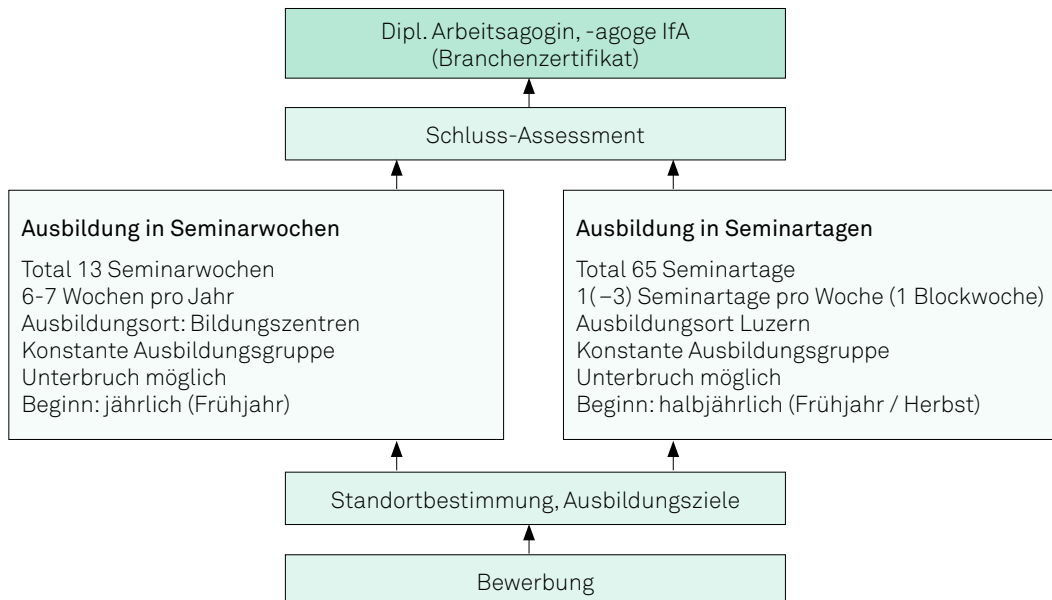 Dipl. Arbeitsagogin, -agoge IfA
(Branchenzertifikat)
Schluss-Assessment
Ausbildung in Seminarwochen
Total 13 Seminarwochen
6-7 Wochen pro Jahr
Ausbildungsort: Bildungszentren
Konstante Ausbildungsgruppe
Unterbruch möglich
Beginn: jährlich (Frühjahr)
Ausbildung in Seminartagen
Total 65 Seminartage
1(–3) Seminartage pro Woche (1 Blockwoche)
Ausbildungsort Luzern
Konstante Ausbildungsgruppe
Unterbruch möglich
Beginn: halbjährlich (Frühjahr / Herbst)
Standortbestimmung, Ausbildungsziele
Bewerbung